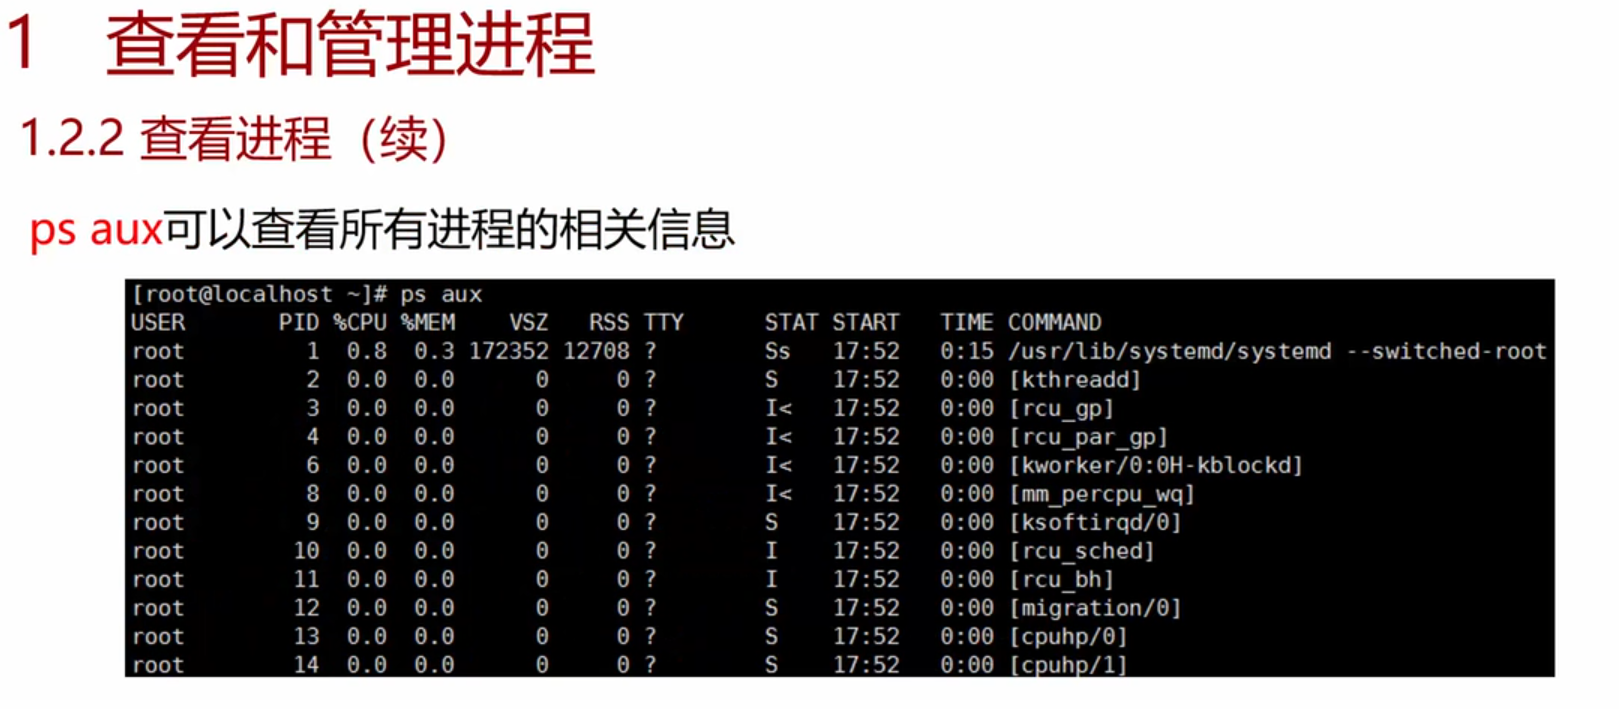 1 查看和管理进程
1.2.2 查看进程（续）
ps aux可以查看所有进程的相关信息
[root@localhost ~]# ps aux
USER PID %CPU %MEM VSZ RSS TTY STAT START TIME COMMAND
root 1 0.8 0.3 172352 12708 ? Ss 17:52 0:15 /usr/lib/systemd/systemd --switched-root
root 2 0.0 0.0 0 0 ? S 17:52 0:00 [kthreadd]
root 3 0.0 0.0 0 0 ? I< 17:52 0:00 [rcu_gp]
root 4 0.0 0.0 0 0 ? I< 17:52 0:00 [rcu_par_gp]
root 6 0.0 0.0 0 0 ? I< 17:52 0:00 [kworker/0:0H-kblockd]
root 8 0.0 0.0 0 0 ? I< 17:52 0:00 [mm_percpu_wq]
root 9 0.0 0.0 0 0 ? S 17:52 0:00 [ksoftirqd/0]
root 10 0.0 0.0 0 0 ? I 17:52 0:00 [rcu_sched]
root 11 0.0 0.0 0 0 ? I 17:52 0:00 [rcu_bh]
root 12 0.0 0.0 0 0 ? S 17:52 0:00 [migration/0]
root 13 0.0 0.0 0 0 ? S 17:52 0:00 [cpuhp/0]
root 14 0.0 0.0 0 0 ? S 17:52 0:00 [cpuhp/1]